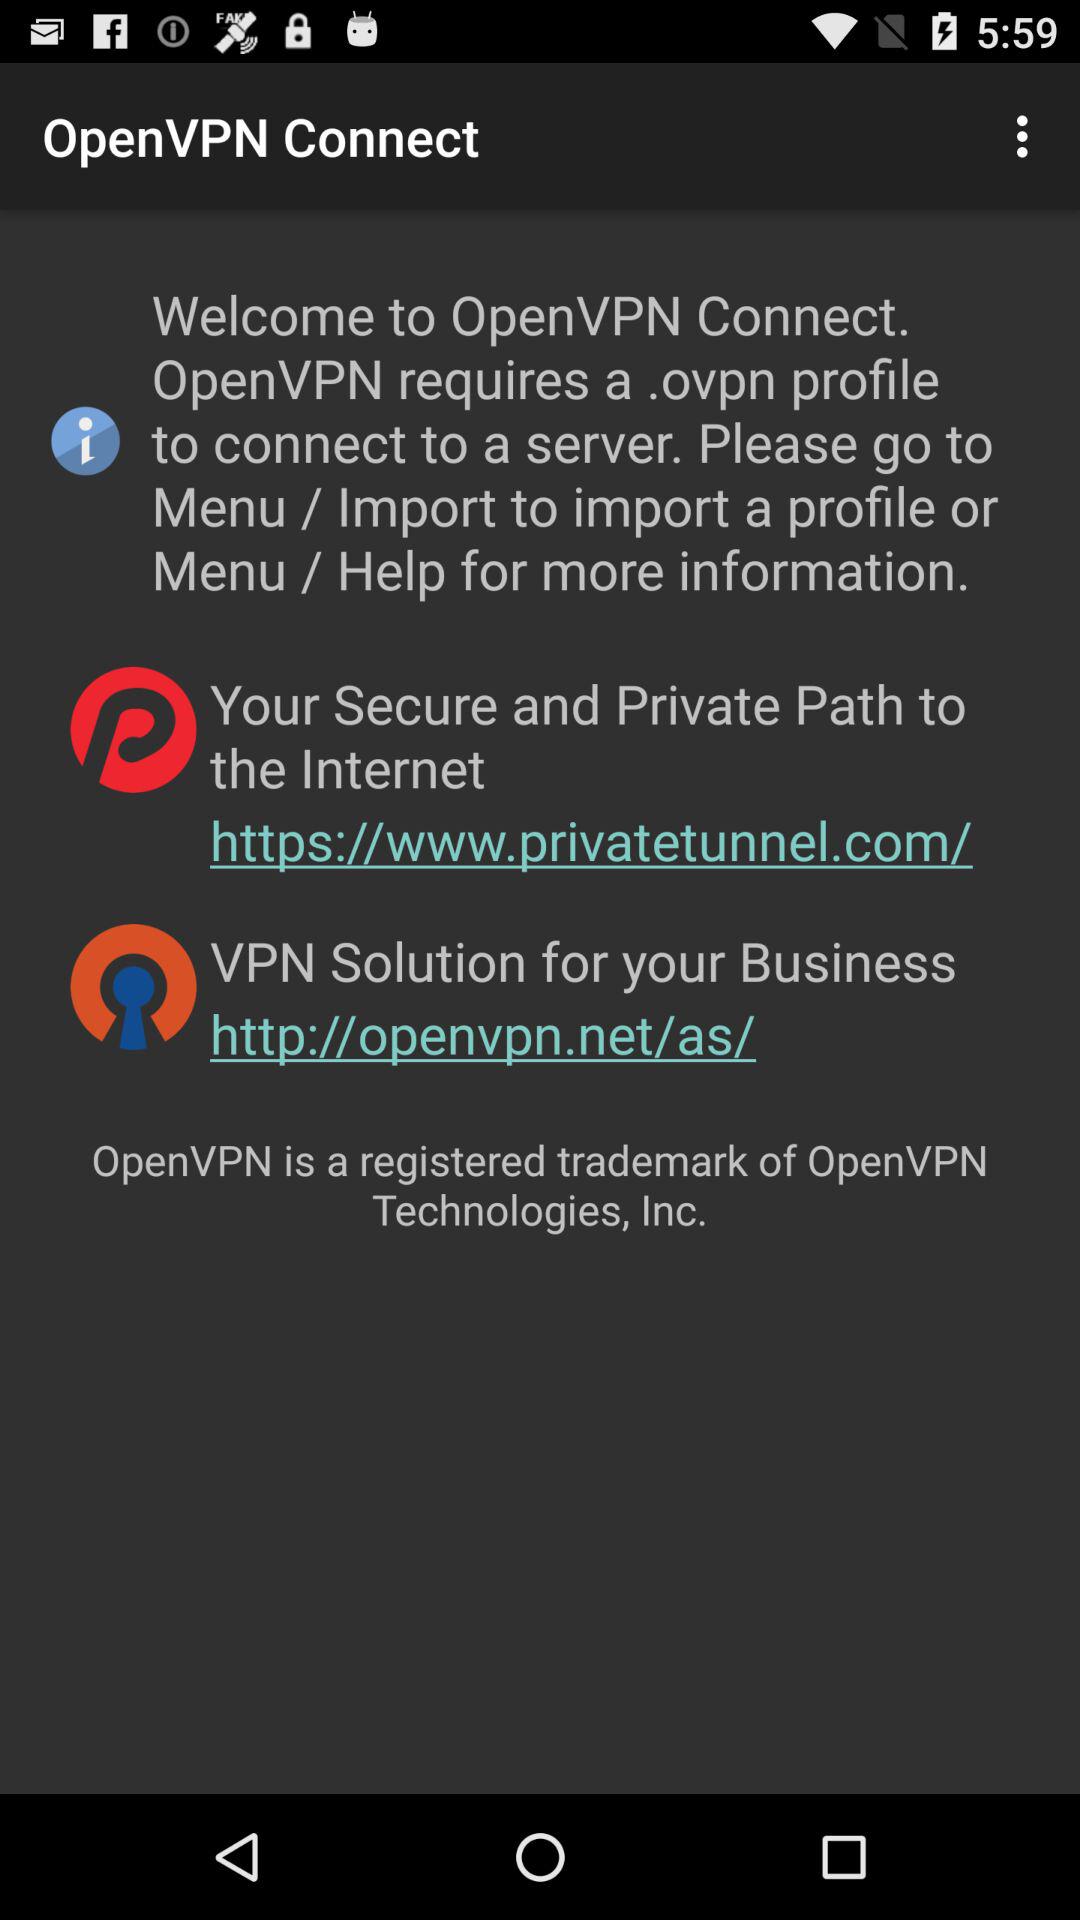 FAKE
5:59
OpenVPN Connect
Welcome to OpenVPN Connect.
OpenVPN requires a .ovpn profile
to connect to a server. Please go to
Menu / Import to import a profile or
Menu / Help for more information.
Your Secure and Private Path to
the Internet
https://www.privatetunnel.com/
VPN Solution for your Business
http://openvpn.net/as/
OpenVPN is a registered trademark of OpenVPN
Technologies, Inc.